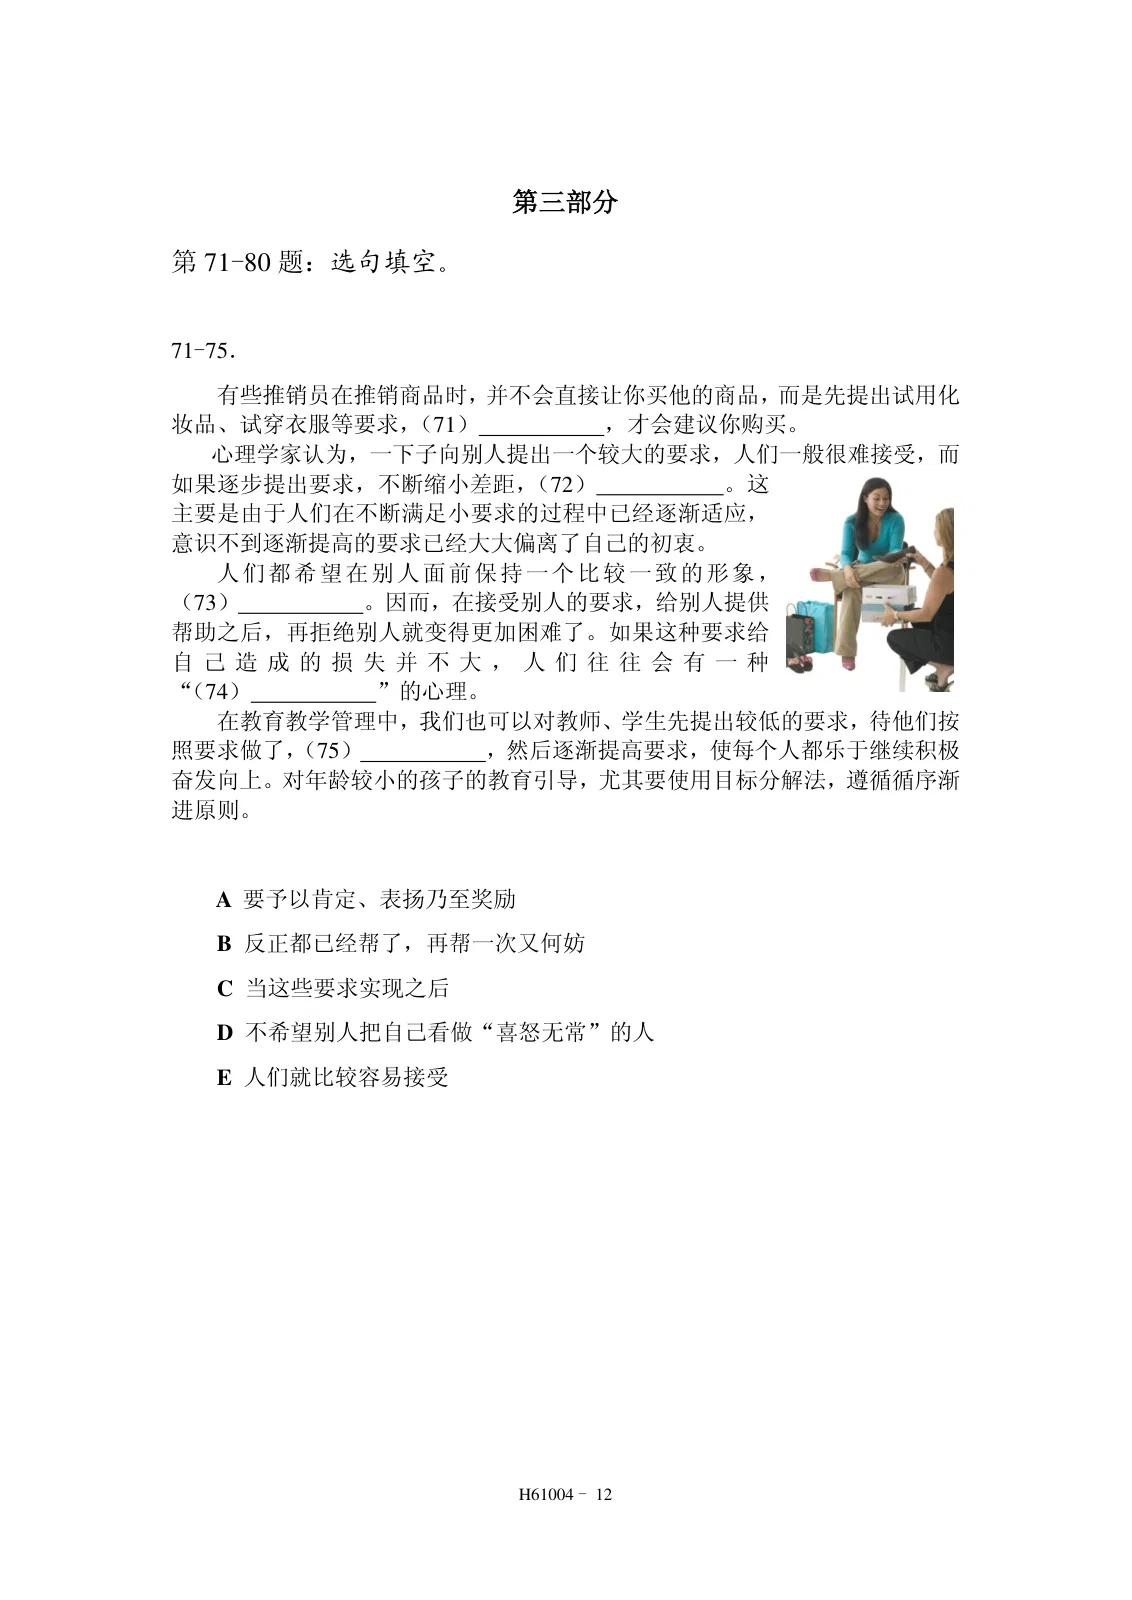 第三部分
第 71-80 题：选句填空。
71-75．
有些推销员在推销商品时，并不会直接让你买他的商品，而是先提出试用化
妆品、试穿衣服等要求，（71）___________，才会建议你购买。
心理学家认为，一下子向别人提出一个较大的要求，人们一般很难接受，而
如果逐步提出要求，不断缩小差距，（72）___________。这
主要是由于人们在不断满足小要求的过程中已经逐渐适应，
意识不到逐渐提高的要求已经大大偏离了自己的初衷。
人们都希望在别人面前保持一个比较一致的形象，
（73）___________。因而，在接受别人的要求，给别人提供
帮助之后，再拒绝别人就变得更加困难了。如果这种要求给
自己造成的损失并不大，人们往往会有一种
“（74）___________”的心理。
在教育教学管理中，我们也可以对教师、学生先提出较低的要求，待他们按
照要求做了，（75）___________，然后逐渐提高要求，使每个人都乐于继续积极
奋发向上。对年龄较小的孩子的教育引导，尤其要使用目标分解法，遵循循序渐
进原则。
A 要予以肯定、表扬乃至奖励
B 反正都已经帮了，再帮一次又何妨
C 当这些要求实现之后
D 不希望别人把自己看做“喜怒无常”的人
E 人们就比较容易接受
H61004- 12